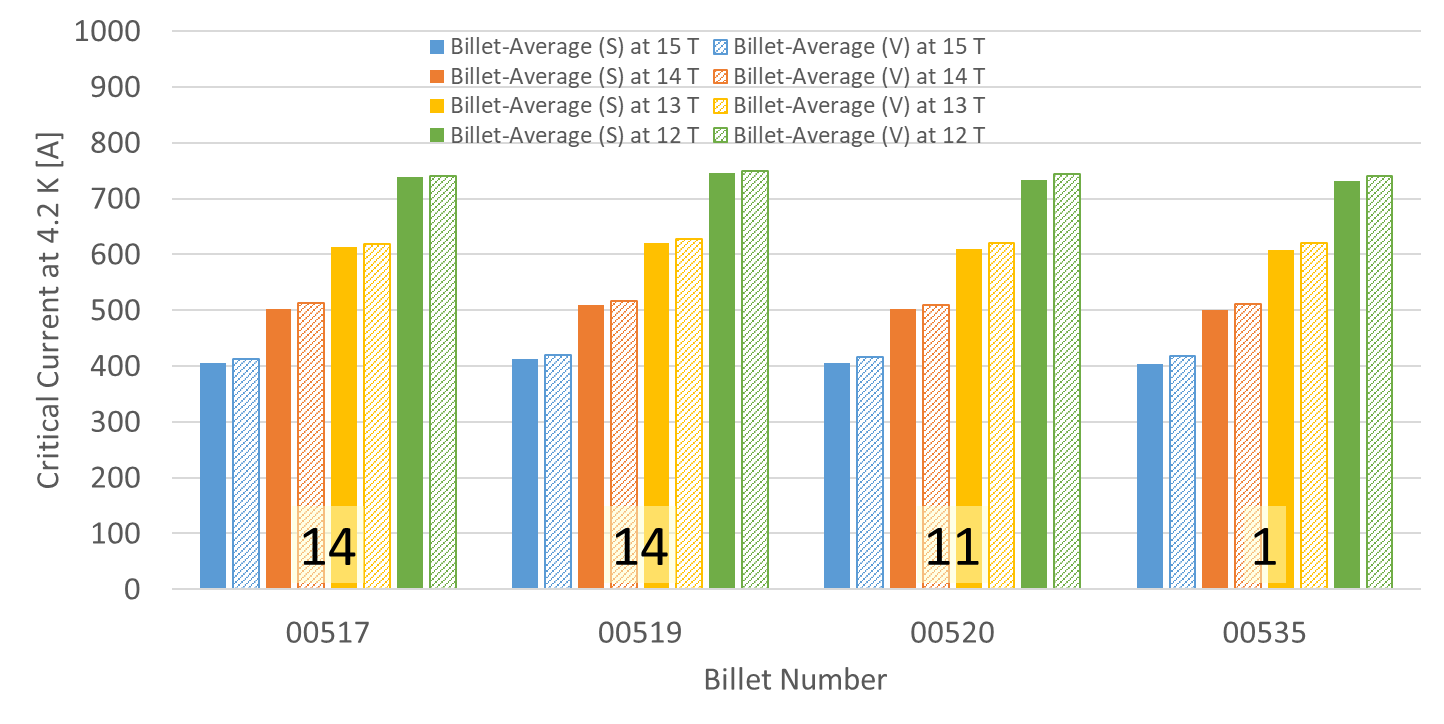 1000
900
800
700
600
500
400
300
200
100
0
Critical Current at 4.2 K [A]
Billet-Average (S) at 15 T Billet-Average (V) at 15 T
Billet-Average (S) at 14 T Billet-Average (V) at 14 T
Billet-Average (S) at 13 T Billet-Average (V) at 13 T
Billet-Average (S) at 12 T Billet-Average (V) at 12 T
14 14 11 1
00517 00519 00520 00535
Billet Number